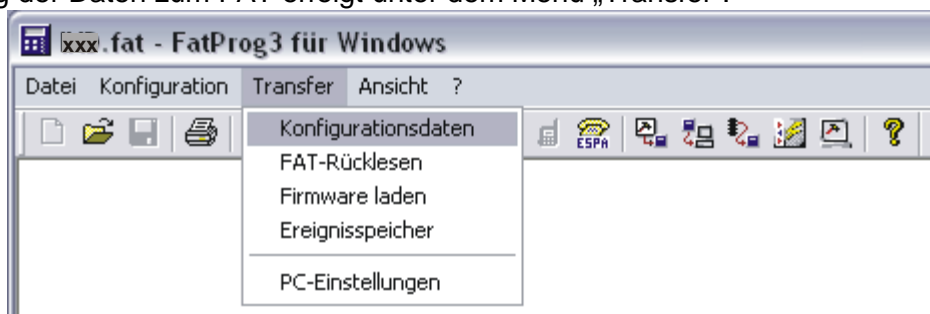 g der Daten zum FAT erfolgt unter dem Menü „Transfer“.
xxx.fat - FatProg3 für Windows
Datei Konfiguration Transfer Ansicht ?
Konfigurationsdaten
ESPA
FAT-Rücklesen
Firmware laden
Ereignisspeicher
PC-Einstellungen